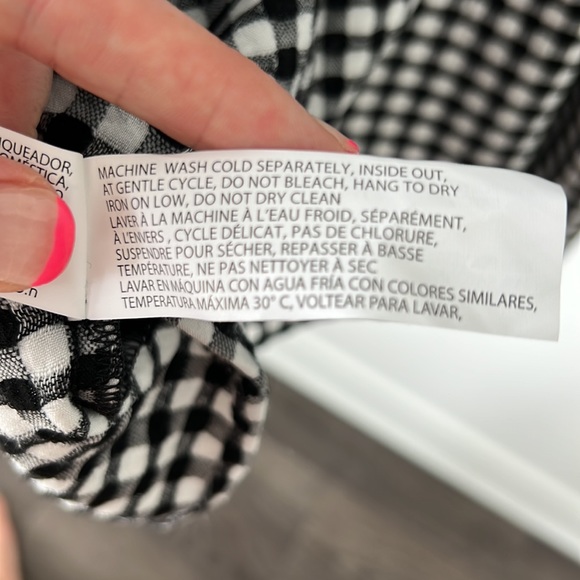 MACHINE WASH COLD SEPARATELY, INSIDE OUT,
AT GENTLE CYCLE, DO NOT BLEACH, HANG TO DRY
IRON ON LOW, DO NOT DRY CLEAN
LAVER À LA MACHINE À L'EAU FROID, SÉPARÉMENT,
À L'ENVERS , CYCLE DÉLICAT, PAS DE CHLORURE,
SUSPENDRE POUR SÉCHER, REPASSER À BASSE
TEMPÉRATURE, NE PAS NETTOYER À SEC
LAVAR EN MÁQUINA CON AGUA FRÍA CON COLORES SIMILARES,
TEMPERATURA MÁXIMA 30° C, VOLTEAR PARA LAVAR,